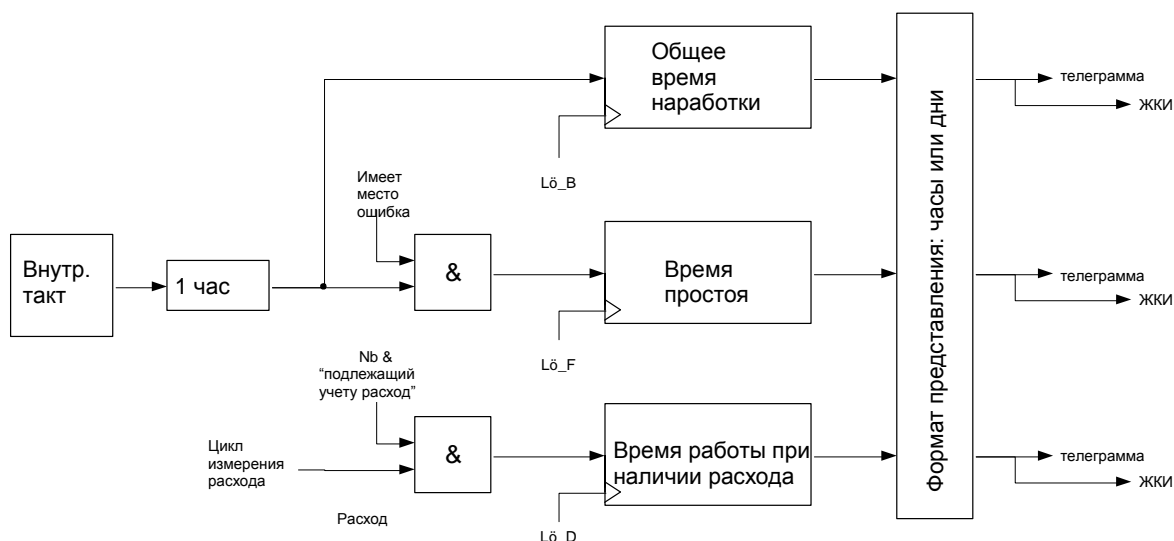 Общее
время
наработки
Lö_B
телеграмма
ЖКИ
Имеет
место
ошибка
Внутр.
такт
1 час
&
Время
простоя
Lö_F
телеграмма
ЖКИ
Nb &
“подлежащий
учету расход”
Цикл
измерения
расхода
&
Время работы при
наличии расхода
Расход
Lö_D
Формат представления: часы или дни
телеграмма
ЖКИ